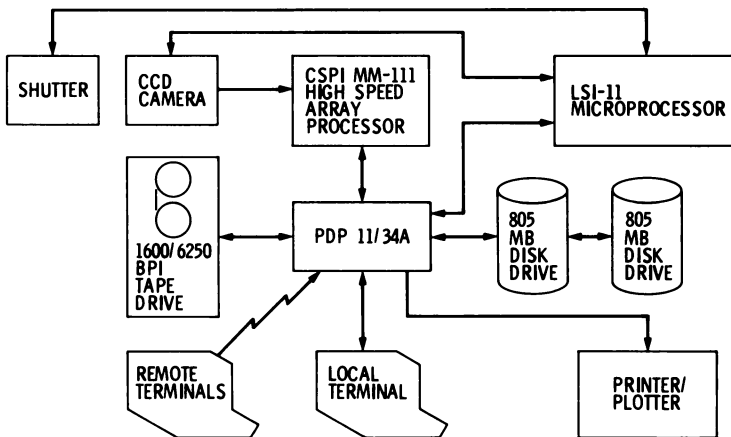 SHUTTER
CCD
CAMERA
CSPI MM-111
HIGH SPEED
ARRAY
PROCESSOR
LSI-11
MICROPROCESSOR
1600/6250
BPI
TAPE
DRIVE
PDP 11/34A
805
MB
DISK
DRIVE
805
MB
DISK
DRIVE
REMOTE
TERMINALS
LOCAL
TERMINAL
PRINTER/
PLOTTER